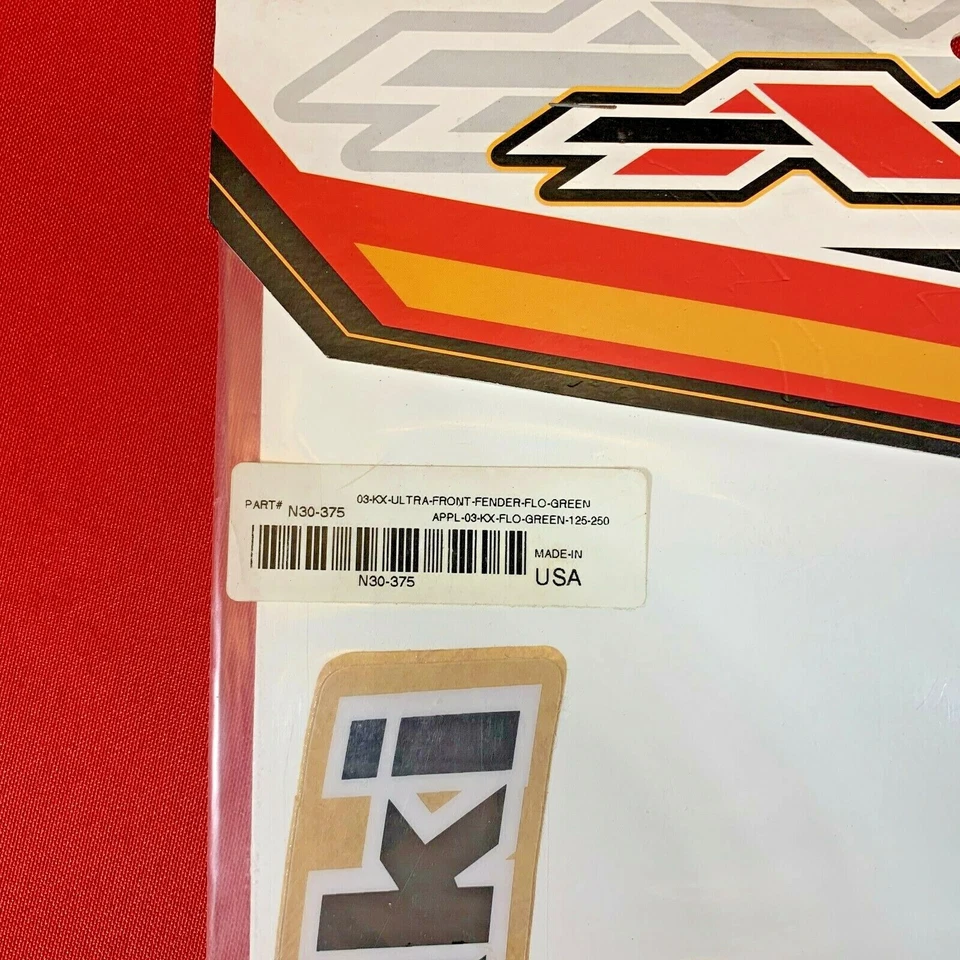 03-KX-ULTRA-FRONT-FENDER-FLO-GREEN
PART# N30-375
APPL-03-KX-FLO-GREEN-125-250
N30-375
MADE-IN
USA
ki